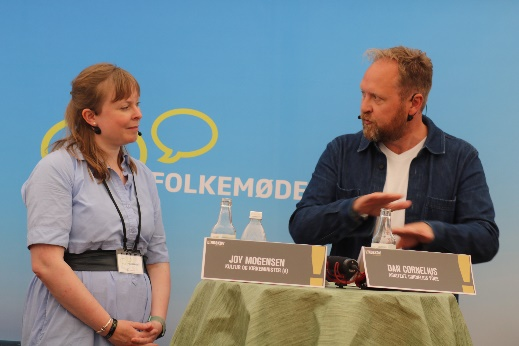 FOLKEMØDE
JOY MOGENSEN
KULTUR OG KIRKEMINISTER (S)
DAN CORNELIUS